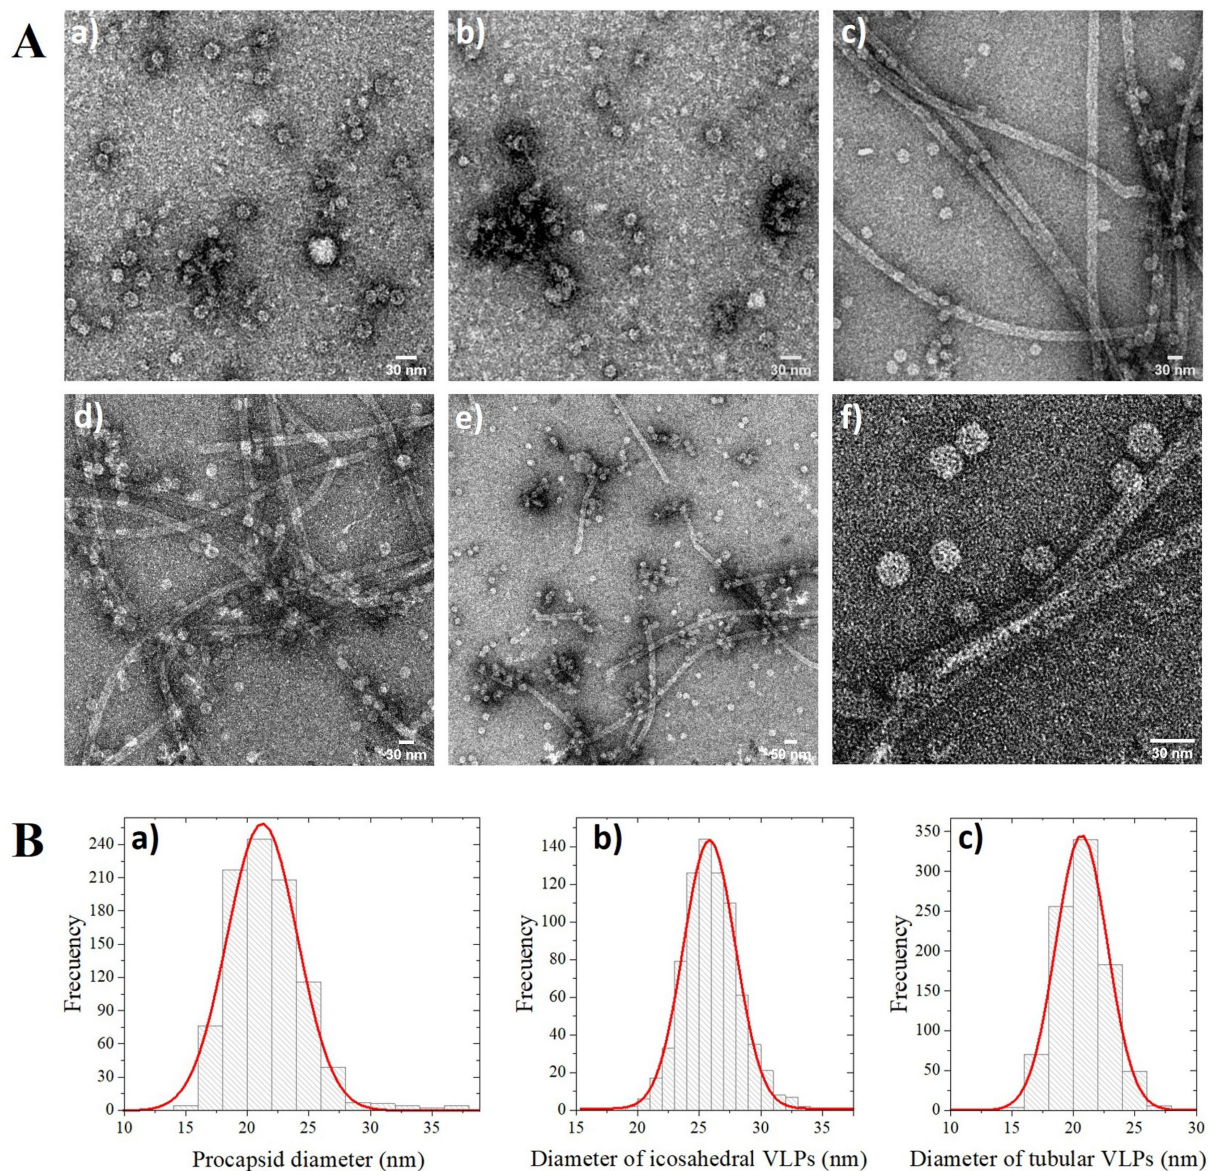 A
a)
b)
c)
30 nm
30 nm
30 nm
d)
e)
f)
30 nm
50 nm
30 nm
B
a)
b)
c)
Frecuency
240
210
180
150
120
90
60
30
0
10 15 20 25 30 35
Procapsid diameter (nm)
Frecuency
140
120
100
80
60
40
20
0
15 20 25 30 35
Diameter of icosahedral VLPs (nm)
Frecuency
350
300
250
200
150
100
50
0
10 15 20 25 30
Diameter of tubular VLPs (nm)